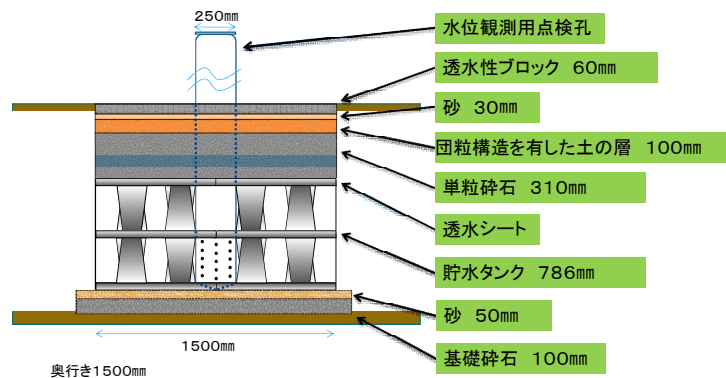 250mm
水位観測用点検孔
透水性ブロック 60mm
砂 30mm
団粒構造を有した土の層 100mm
単粒砕石 310mm
透水シート
貯水タンク 786mm
砂 50mm
基礎砕石 100mm
1500mm
奥行き1500mm